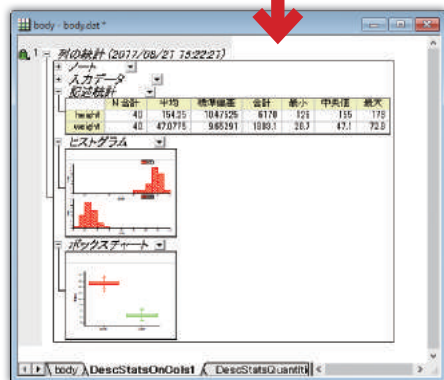 body - body.dat *
1 列の統計 (2017/08/21 15:22:21)
ノート
入力データ
記述統計
N 合計 平均 標準偏差 合計 最小 中央値 最大
height 40 154.25 10.47525 6170 125 155 178
weight 40 47.0775 9.65291 1883.1 28.7 47.1 72.9
ヒストグラム
ボックスチャート
body DescStatsOnCols1 DescStatsQuantiti